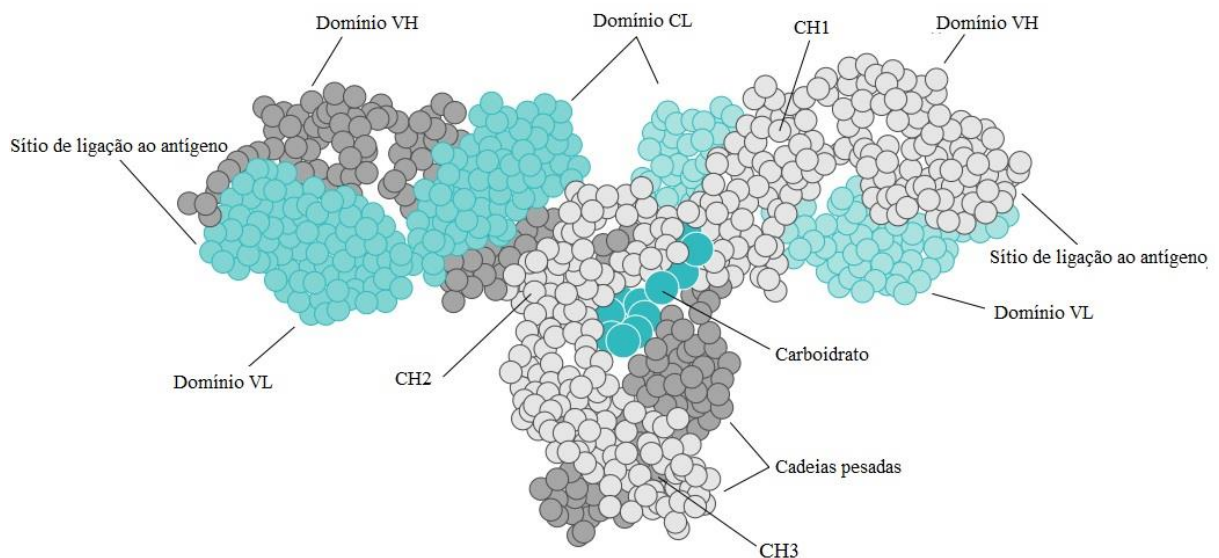 Domínio VH
Domínio CL
CH1
Domínio VH
Sítio de ligação ao antígeno
Sítio de ligação ao antígeno
Domínio VL
Carboidrato
Domínio VL
CH2
Cadeias pesadas
CH3